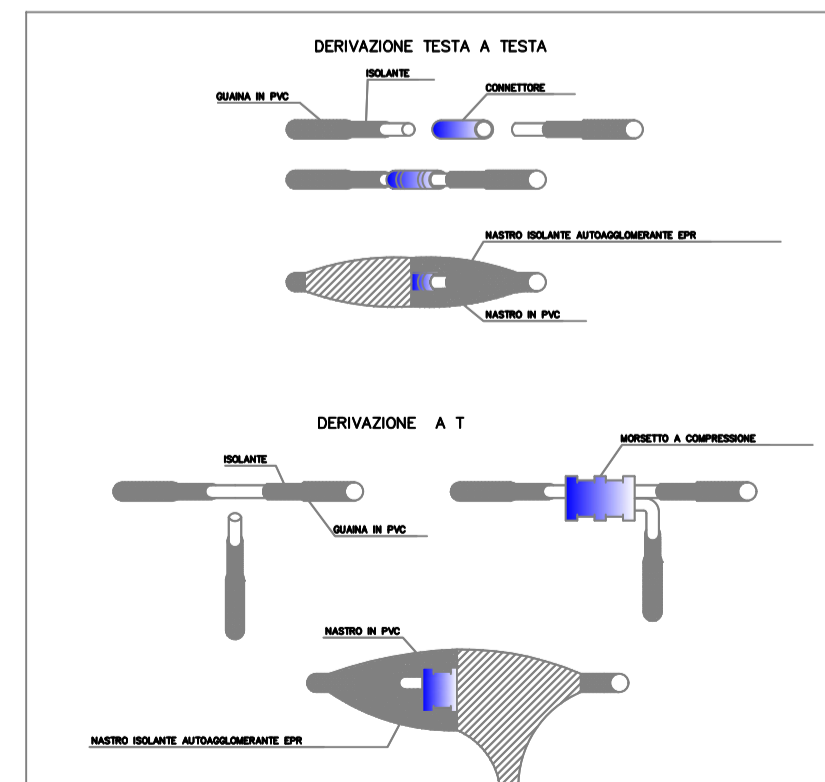 DERIVAZIONE TESTA A TESTA
ISOLANTE
CONNETTORE
GUAINA IN PVC
NASTRO ISOLANTE AUTOAGGLOMERANTE EPR
NASTRO IN PVC
DERIVAZIONE A T
MORSETTO A COMPRESSIONE
ISOLANTE
GUAINA IN PVC
NASTRO IN PVC
NASTRO ISOLANTE AUTOAGGLOMERANTE EPR